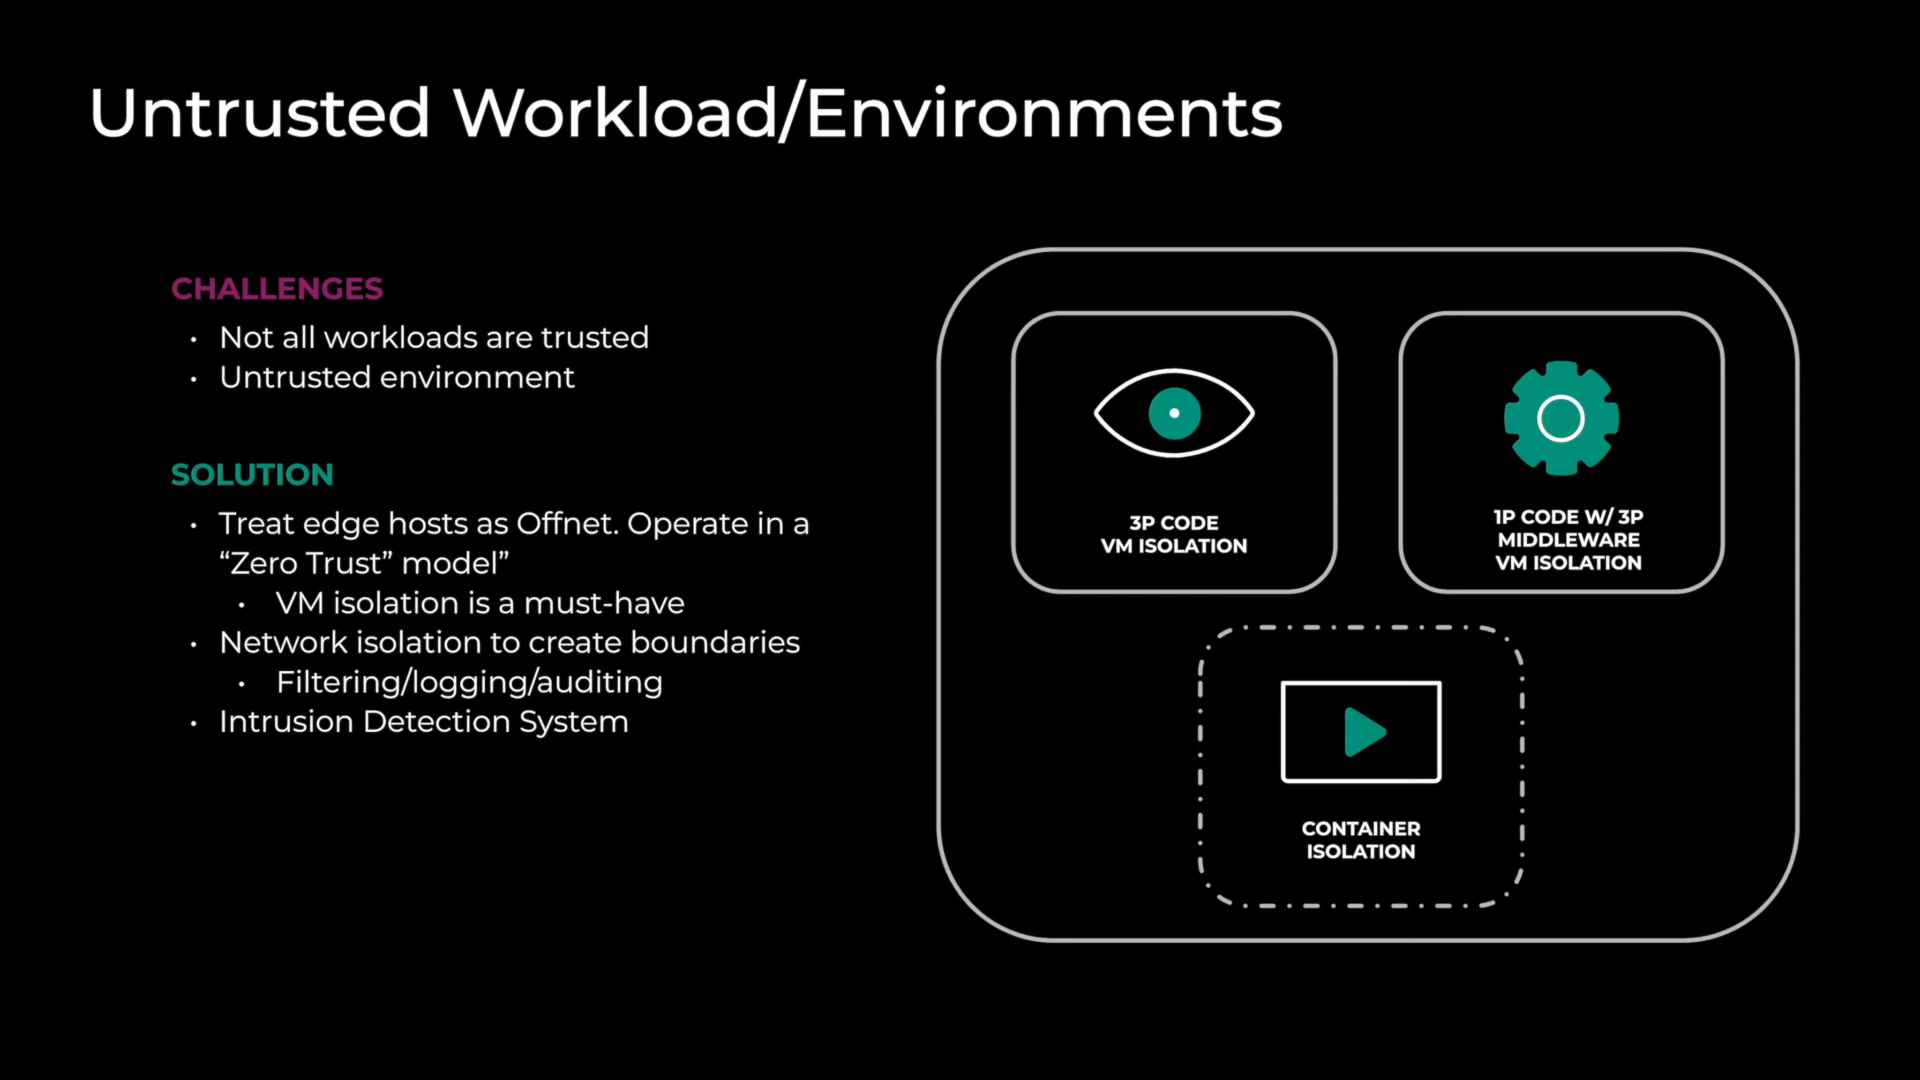 Untrusted Workload/Environments
CHALLENGES
• Not all workloads are trusted
• Untrusted environment
SOLUTION
• Treat edge hosts as Offnet. Operate in a
“Zero Trust” model”
• VM isolation is a must-have
• Network isolation to create boundaries
• Filtering/logging/auditing
• Intrusion Detection System
3P CODE
VM ISOLATION
1P CODE W/ 3P
MIDDLEWARE
VM ISOLATION
CONTAINER
ISOLATION